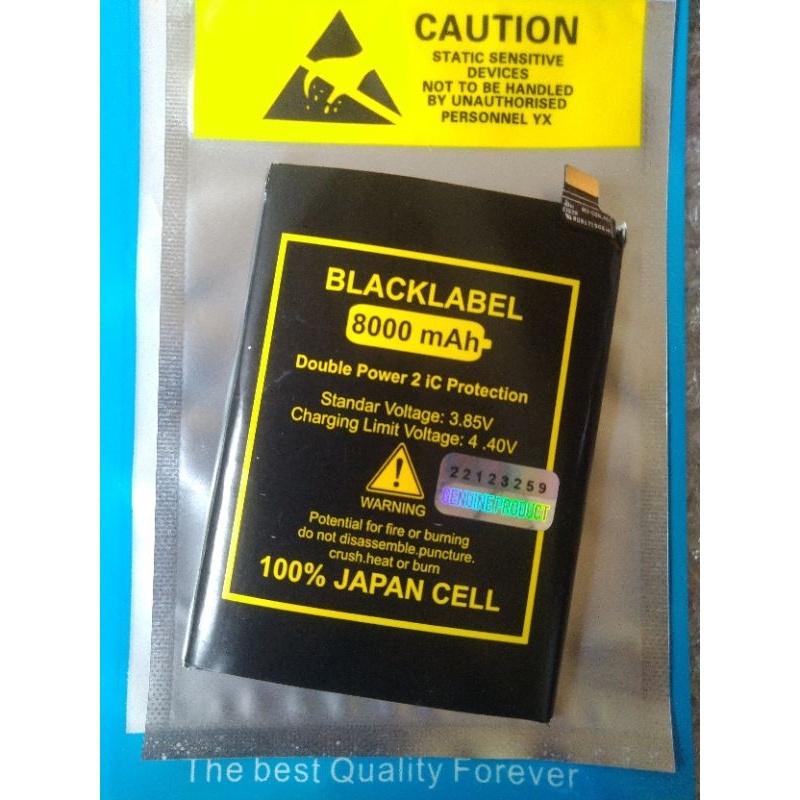 CAUTION
STATIC SENSITIVE
DEVICES
NOT TO BE HANDLED
BY UNAUTHORISED
PERSONNEL YX
BLACKLABEL
8000 mAh
Double Power 2 iC Protection
Standar Voltage: 3.85V
Charging Limit Voltage: 4 .40V
22123259
GENUINE PRODUCT
WARNING
Potential for fire or burning
do not disassemble.puncture.
crush.heat or burn
100% JAPAN CELL
The best Quality Forever